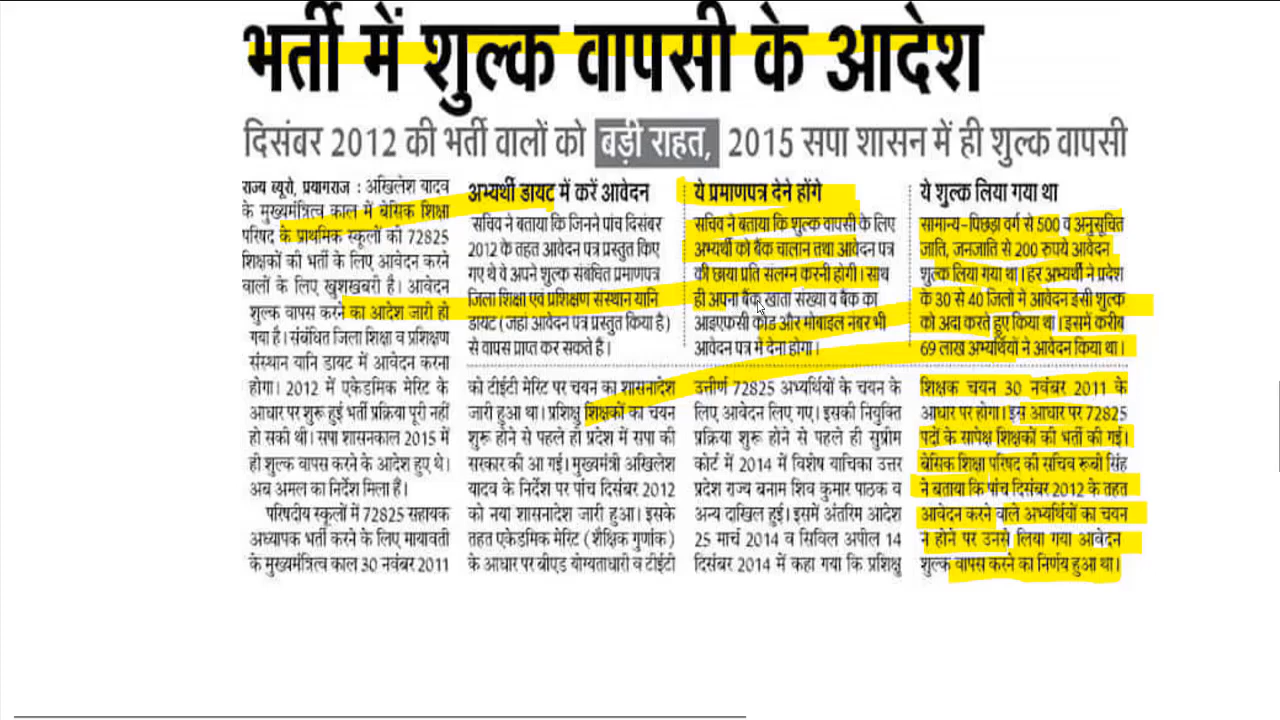 भर्ती में शुल्क वापसी के आदेश
दिसंबर 2012 की भर्ती वालों को बड़ी राहत, 2015 सपा शासन में ही शुल्क वापसी
राज्य ब्यूरो, प्रयागराज : अखिलेश यादव
के मुख्यमंत्रित्व काल में बेसिक शिक्षा
परिषद के प्राथमिक स्कूलों की 72825
शिक्षकों की भर्ती के लिए आवेदन करने
वालों के लिए खुशखबरी है। आवेदन
शुल्क वापस करने का आदेश जारी हो
गया है। संबंधित जिला शिक्षा व प्रशिक्षण
संस्थान यानि डायट में आवेदन करना
होगा। 2012 में एकेडमिक मेरिट के
आधार पर शुरू हुई भर्ती प्रक्रिया पूरी नहीं
हो सकी थी। सपा शासनकाल 2015 में
ही शुल्क वापस करने के आदेश हुए थे।
अब अमल का निर्देश मिला है।
परिषदीय स्कूलों में 72825 सहायक
अध्यापक भर्ती करने के लिए मायावती
के मुख्यमंत्रित्व काल 30 नवंबर 2011
अभ्यर्थी डायट में करें आवेदन
सचिव ने बताया कि जिनने पांच दिसंबर
2012 के तहत आवेदन पत्र प्रस्तुत किए
गए थे वे अपने शुल्क संबंधित प्रमाणपत्र
जिला शिक्षा एवं प्रशिक्षण संस्थान यानि
डायट (जहां आवेदन पत्र प्रस्तुत किया है)
से वापस प्राप्त कर सकते है।
ये प्रमाणपत्र देने होंगे
सचिव ने बताया कि शुल्क वापसी के लिए
अभ्यर्थी को बैंक चालान तथा आवेदन पत्र
की छाया प्रति संलग्न करनी होगी। साथ
ही अपना बैंक खाता संख्या व बैंक का
आइएफसी कोड और मोबाइल नंबर भी
आवेदन पत्र में देना होगा।
ये शुल्क लिया गया था
सामान्य-पिछड़ा वर्ग से 500 व अनुसूचित
जाति, जनजाति से 200 रुपये आवेदन
शुल्क लिया गया था। हर अभ्यर्थी ने प्रदेश
के 30 से 40 जिलों में आवेदन इसी शुल्क
को अदा करते हुए किया था। इसमें करीब
69 लाख अभ्यर्थियों ने आवेदन किया था।
को टीईटी मेरिट पर चयन का शासनादेश
जारी हुआ था। प्रशिक्षु शिक्षकों का चयन
शुरू होने से पहले ही प्रदेश में सपा की
सरकार की आ गई। मुख्यमंत्री अखिलेश
यादव के निर्देश पर पांच दिसंबर 2012
को नया शासनादेश जारी हुआ। इसके
तहत एकेडमिक मेरिट (शैक्षिक गुणांक)
के आधार पर बीएड योग्यताधारी व टीईटी
उत्तीर्ण 72825 अभ्यर्थियों के चयन के
लिए आवेदन लिए गए। इसकी नियुक्ति
प्रक्रिया शुरू होने से पहले ही सुप्रीम
कोर्ट में 2014 में विशेष याचिका उत्तर
प्रदेश राज्य बनाम शिव कुमार पाठक व
अन्य दाखिल हुई। इसमें अंतरिम आदेश
25 मार्च 2014 व सिविल अपील 14
दिसंबर 2014 में कहा गया कि प्रशिक्षु
शिक्षक चयन 30 नवंबर 2011 के
आधार पर होगा। इस आधार पर 72825
पदों के सापेक्ष शिक्षकों की भर्ती की गई।
बेसिक शिक्षा परिषद की सचिव रूबी सिंह
ने बताया कि पांच दिसंबर 2012 के तहत
आवेदन करने वाले अभ्यर्थियों का चयन
न होने पर उनसे लिया गया आवेदन
शुल्क वापस करने का निर्णय हुआ था।